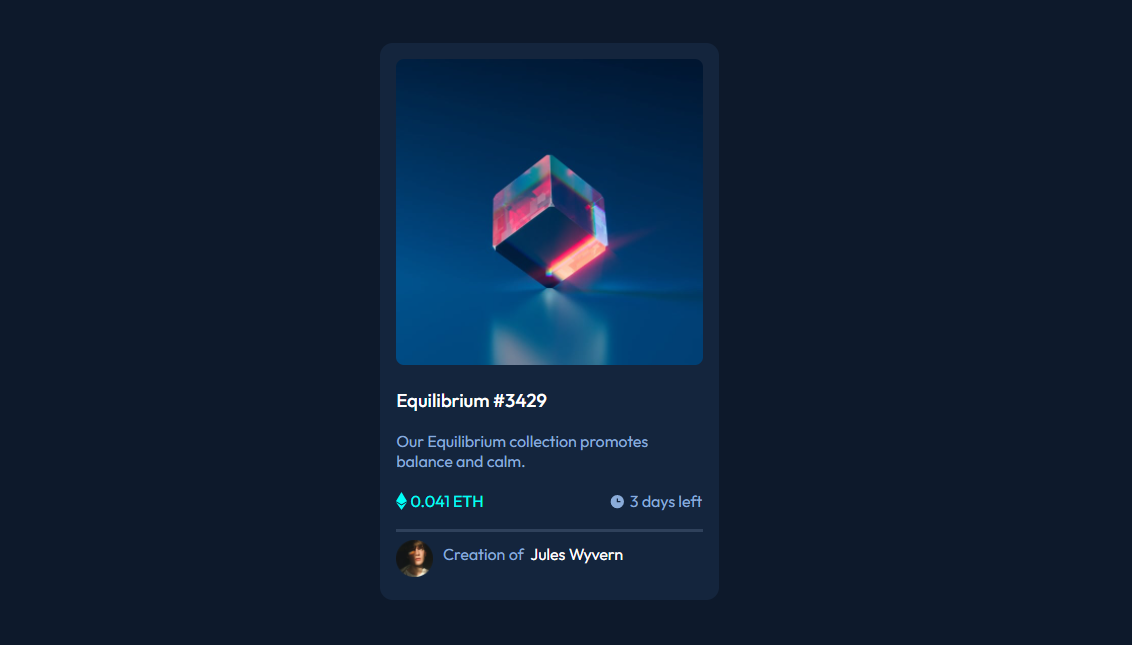 Equilibrium #3429
Our Equilibrium collection promotes
balance and calm.
0.041 ETH 3 days left
Creation of Jules Wyvern